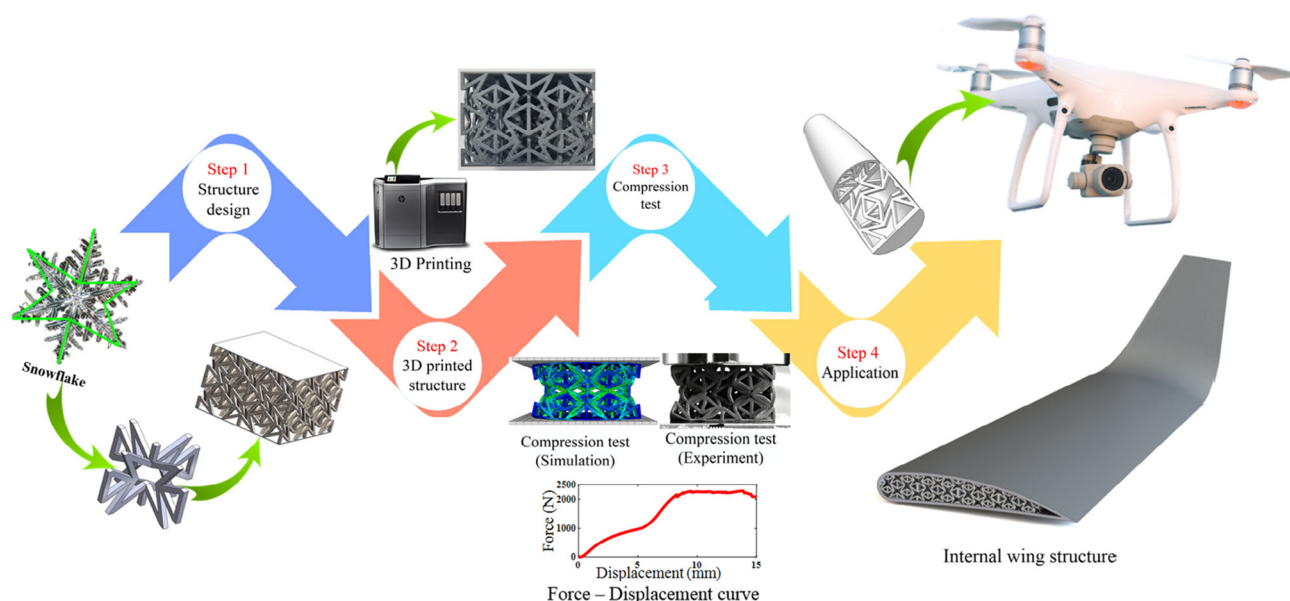 Step 1
Structure
design
Snowflake
3D Printing
Step 2
3D printed
structure
Step 3
Compression
test
Compression test
(Simulation)
Compression test
(Experiment)
Force (N)
2500
2000
1000
0
0
5
10
15
Displacement (mm)
Force – Displacement curve
Step 4
Application
Internal wing structure